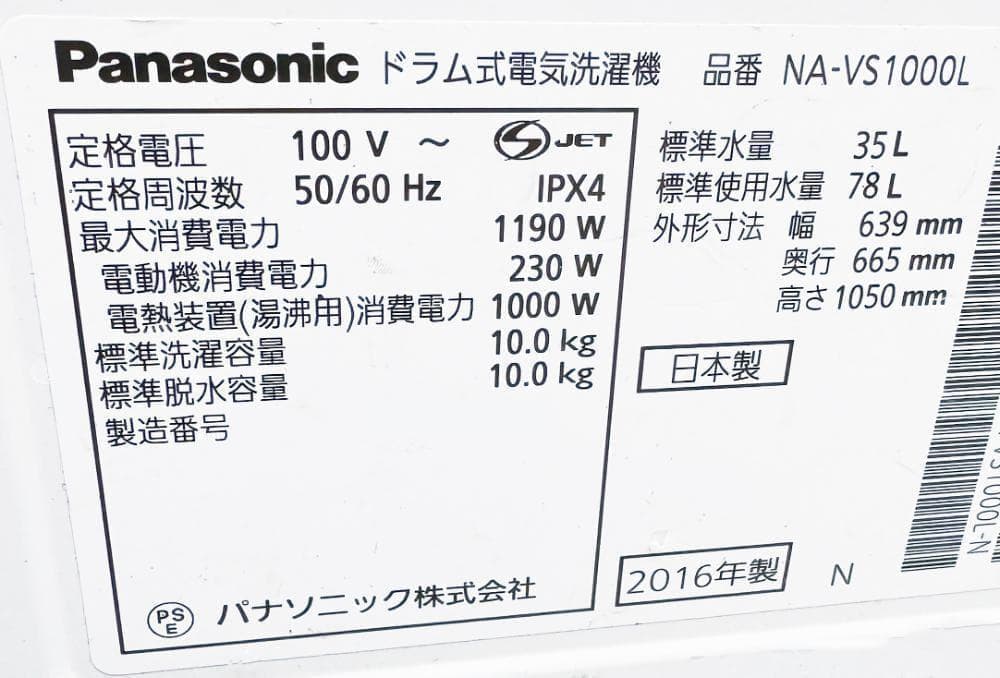 Panasonic ドラム式電気洗濯機 品番 NA-VS1000L
定格電圧 100 V ~ S JET
定格周波数 50/60 Hz IPX4
最大消費電力 1190 W
電動機消費電力 230 W
電熱装置(湯沸用)消費電力 1000 W
標準洗濯容量 10.0 kg
標準脱水容量 10.0 kg
製造番号
PS
E
パナソニック株式会社
標準水量 35 L
標準使用水量 78 L
外形寸法 幅 639 mm
奥行 665 mm
高さ 1050 mm
日本製
2016年製 N